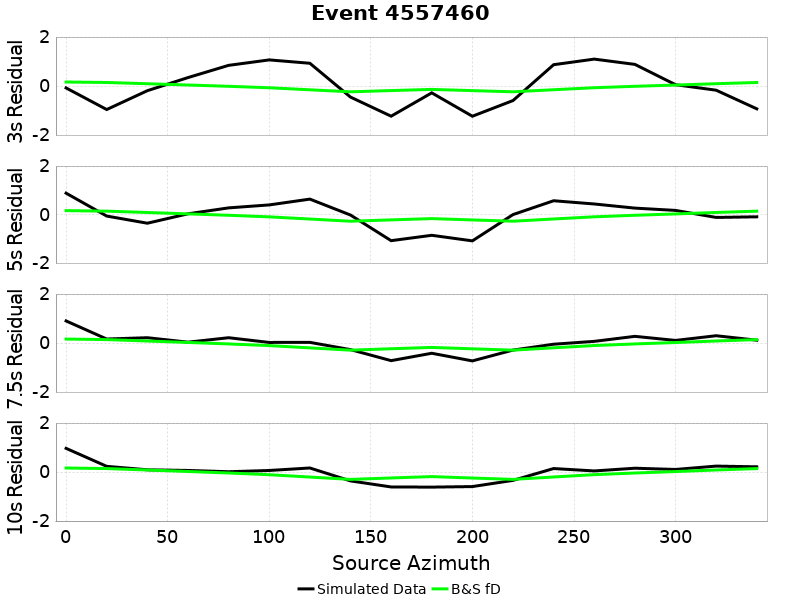 Event 4557460
3s Residual
2
0
-2
5s Residual
2
0
-2
7.5s Residual
2
0
-2
10s Residual
2
0
-2
0 50 100 150 200 250 300
Source Azimuth
Simulated Data B&S fD